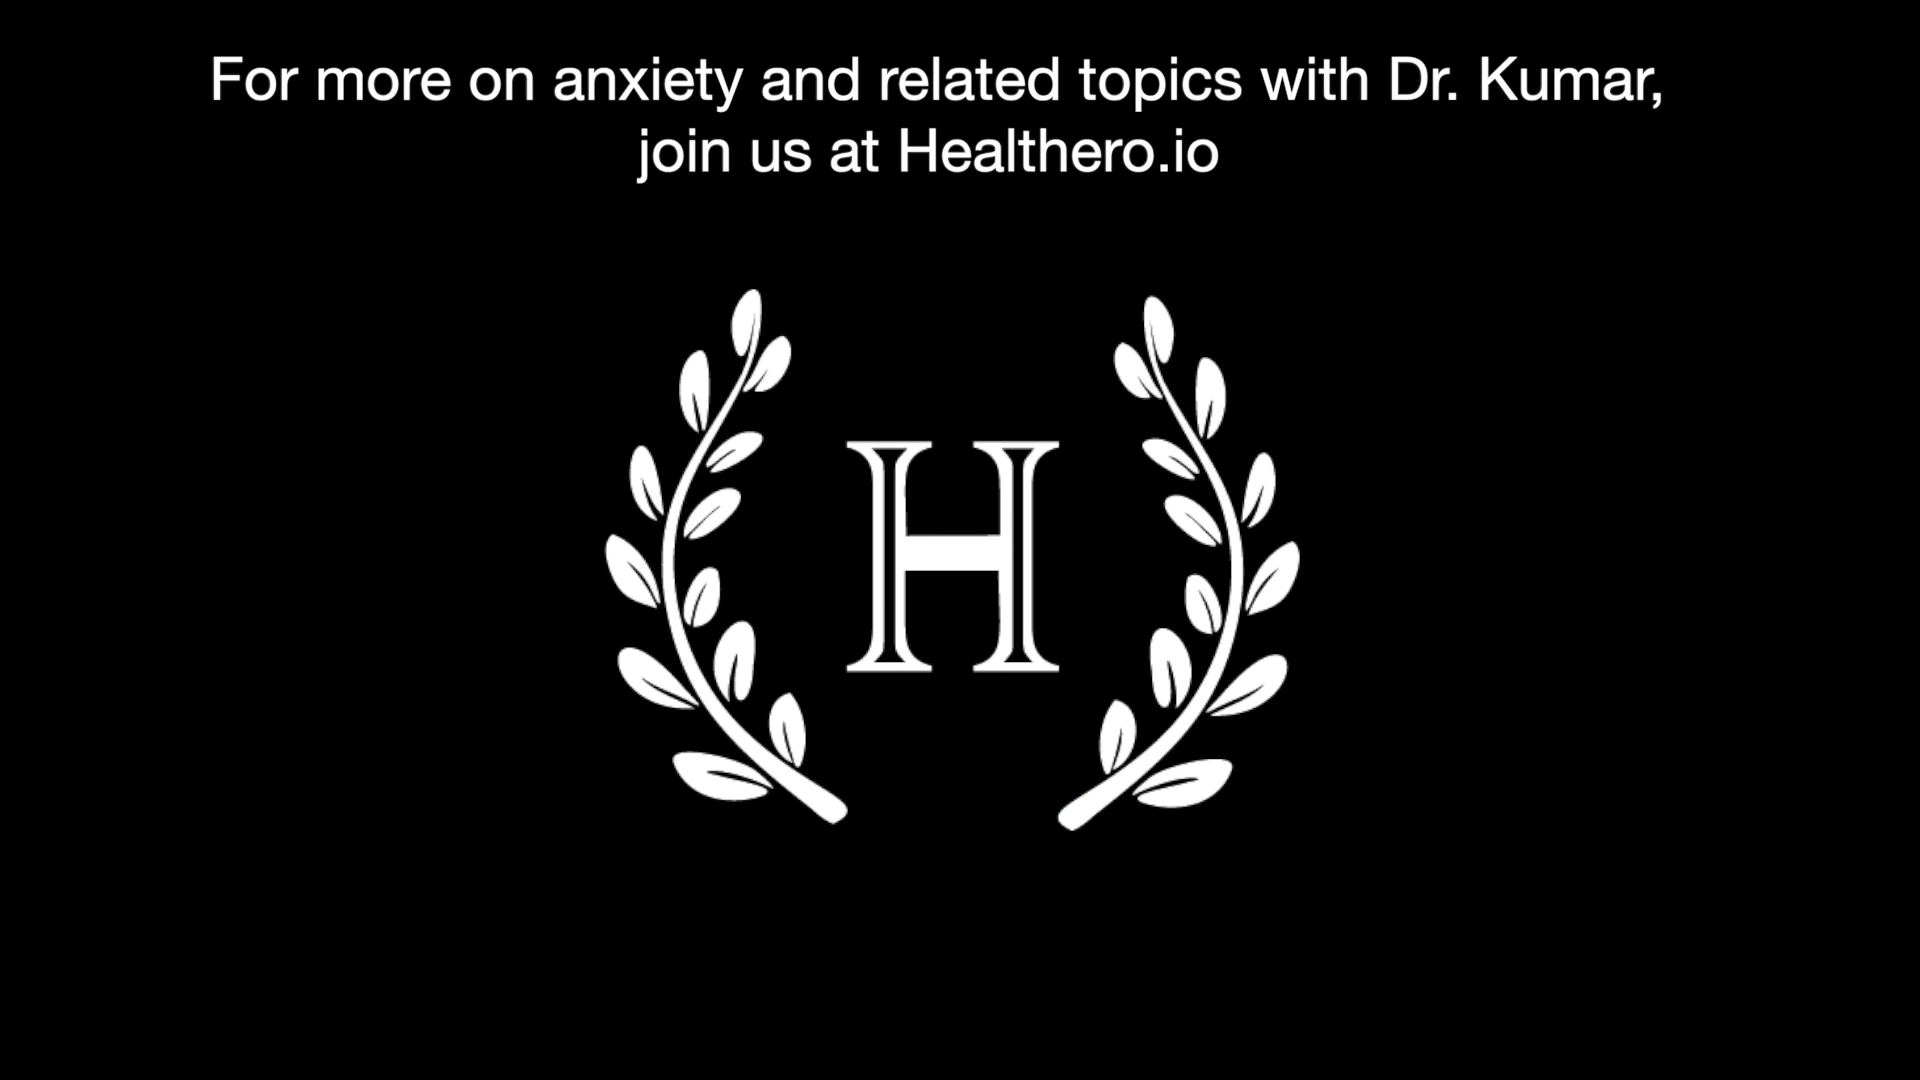 For more on anxiety and related topics with Dr. Kumar,
join us at Healthero.io
H